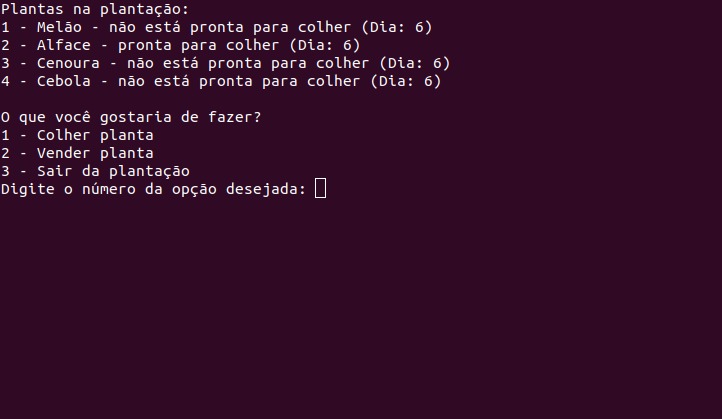 Plantas na plantação:
1 - Melão - não está pronta para colher (Dia: 6)
2 - Alface - pronta para colher (Dia: 6)
3 - Cenoura - não está pronta para colher (Dia: 6)
4 - Cebola - não está pronta para colher (Dia: 6)
O que você gostaria de fazer?
1 - Colher planta
2 - Vender planta
3 - Sair da plantação
Digite o número da opção desejada: